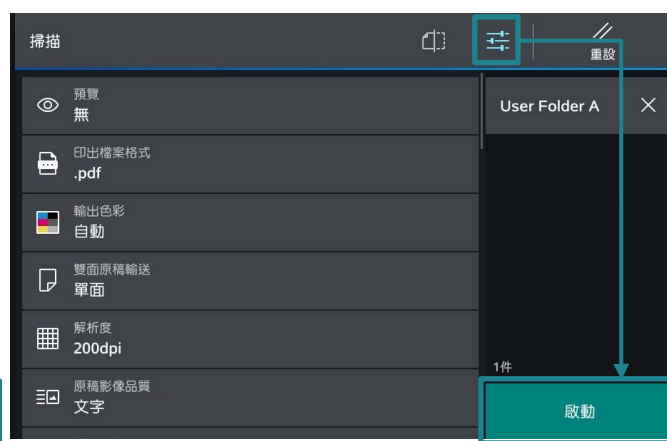 掃描
重設
預覽
無
印出檔案格式
.pdf
輸出色彩
自動
雙面原稿輸送
單面
解析度
200dpi
原稿影像品質
文字
User Folder A
1件
啟動